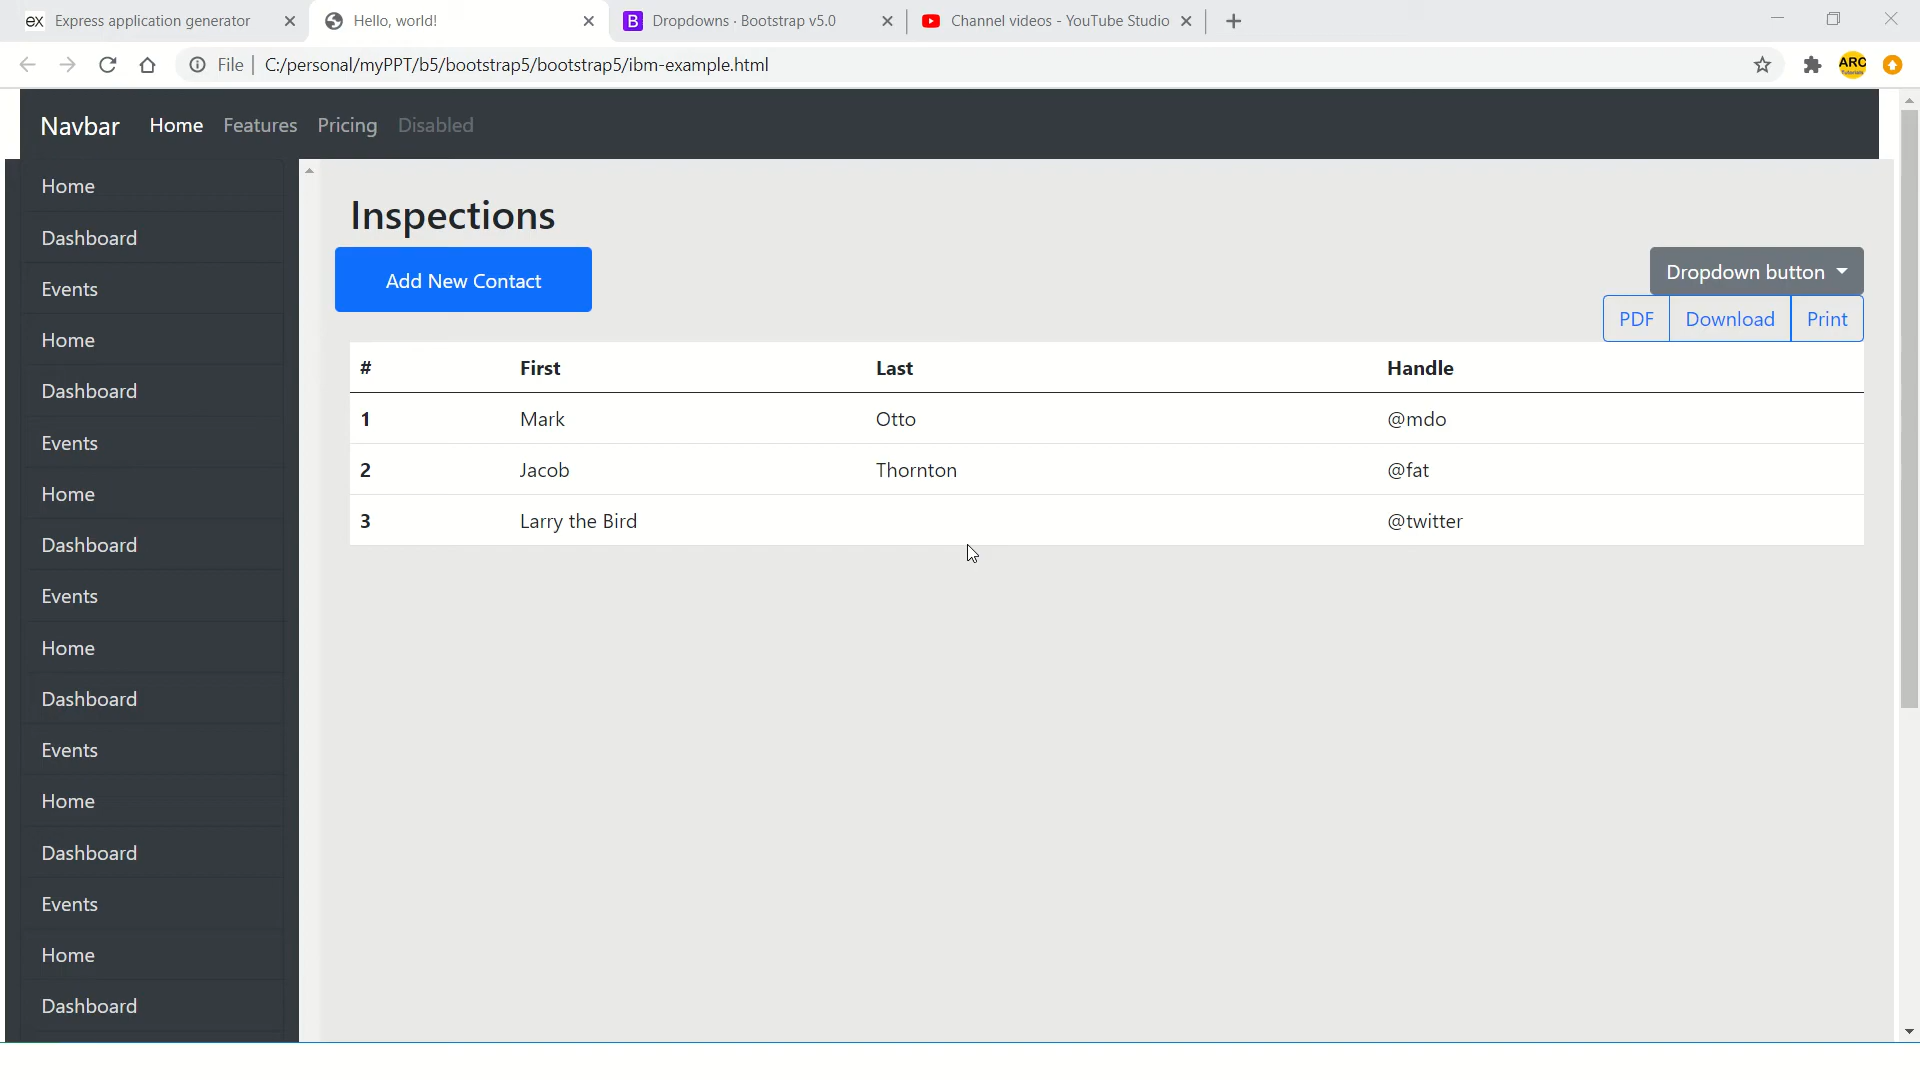 ex Express application generator
Hello, world!
B Dropdowns · Bootstrap v5.0
Channel videos - YouTube Studio
File
C:/personal/myPPT/b5/bootstrap5/bootstrap5/ibm-example.html
ARC
Tutorials
Navbar Home Features Pricing Disabled
Home
Dashboard
Events
Home
Dashboard
Events
Home
Dashboard
Events
Home
Dashboard
Events
Home
Dashboard
Events
Home
Dashboard
Inspections
Add New Contact
Dropdown button
PDF Download Print
# First Last Handle
1 Mark Otto @mdo
2 Jacob Thornton @fat
3 Larry the Bird @twitter